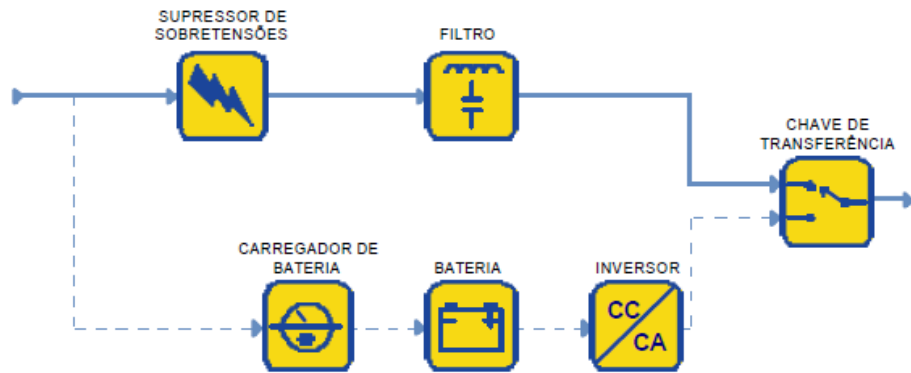 SUPRESSOR DE
SOBRETENSÕES
FILTRO
CHAVE DE
TRANSFERÊNCIA
CARREGADOR DE
BATERIA
BATERIA
INVERSOR
CC
CA